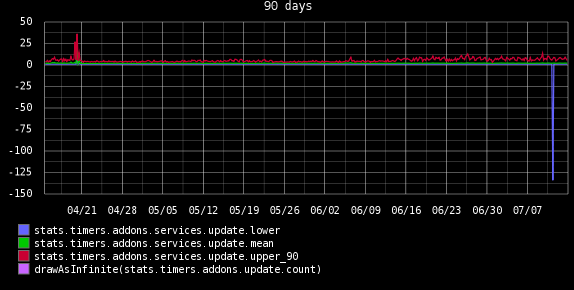 90 days
50
25
0
-25
-50
-75
-100
-125
-150
04/21 04/28 05/05 05/12 05/19 05/26 06/02 06/09 06/16 06/23 06/30 07/07
stats.timers.addons.services.update.lower
stats.timers.addons.services.update.mean
stats.timers.addons.services.update.upper_90
drawAsInfinite(stats.timers.addons.update.count)